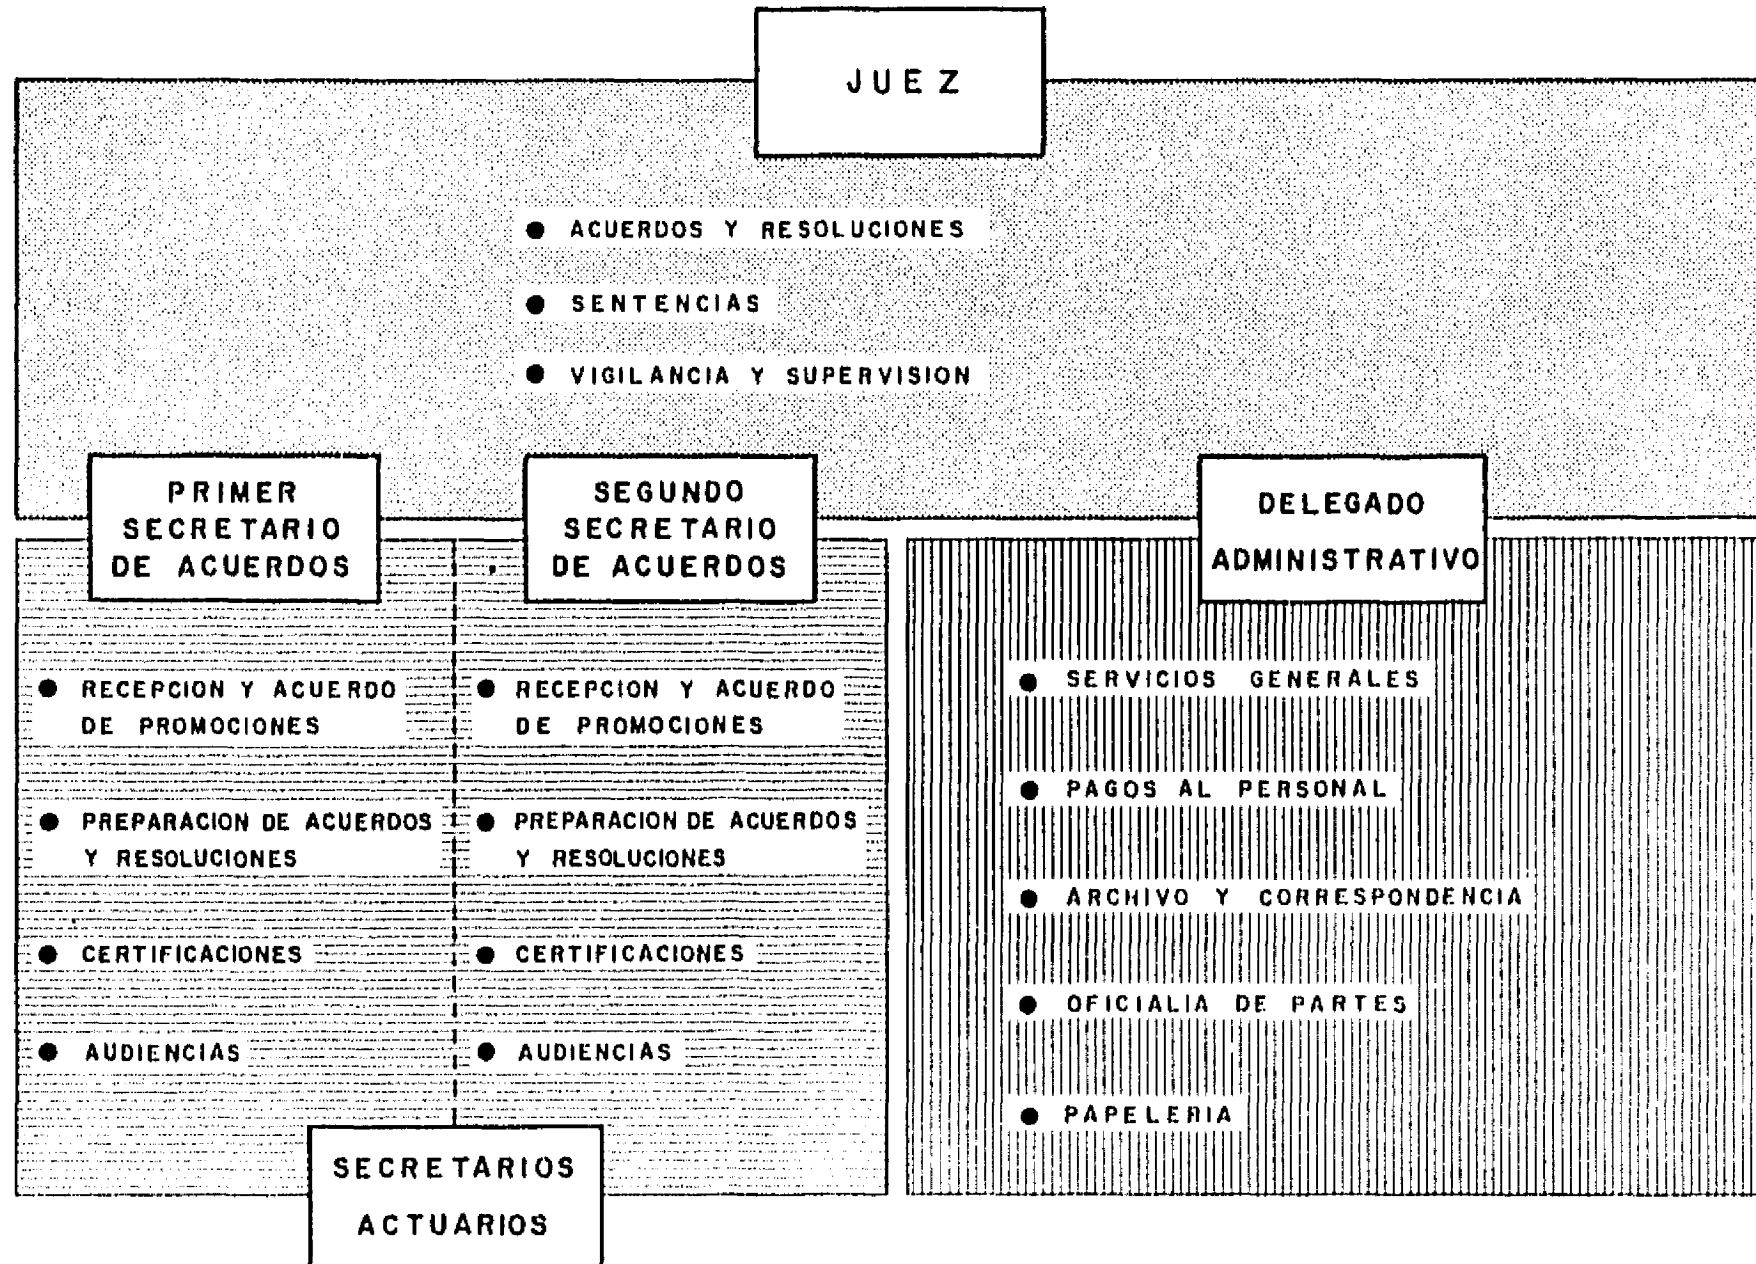 JUEZ
● ACUERDOS Y RESOLUCIONES
● SENTENCIAS
● VIGILANCIA Y SUPERVISION
PRIMER
SECRETARIO
DE ACUERDOS
● RECEPCION Y ACUERDO
DE PROMOCIONES
● PREPARACION DE ACUERDOS
Y RESOLUCIONES
● CERTIFICACIONES
● AUDIENCIAS
SEGUNDO
SECRETARIO
DE ACUERDOS
● RECEPCION Y ACUERDO
DE PROMOCIONES
● PREPARACION DE ACUERDOS
Y RESOLUCIONES
● CERTIFICACIONES
● AUDIENCIAS
SECRETARIOS
ACTUARIOS
DELEGADO
ADMINISTRATIVO
● SERVICIOS GENERALES
● PAGOS AL PERSONAL
● ARCHIVO Y CORRESPONDENCIA
● OFICIALIA DE PARTES
● PAPELERIA